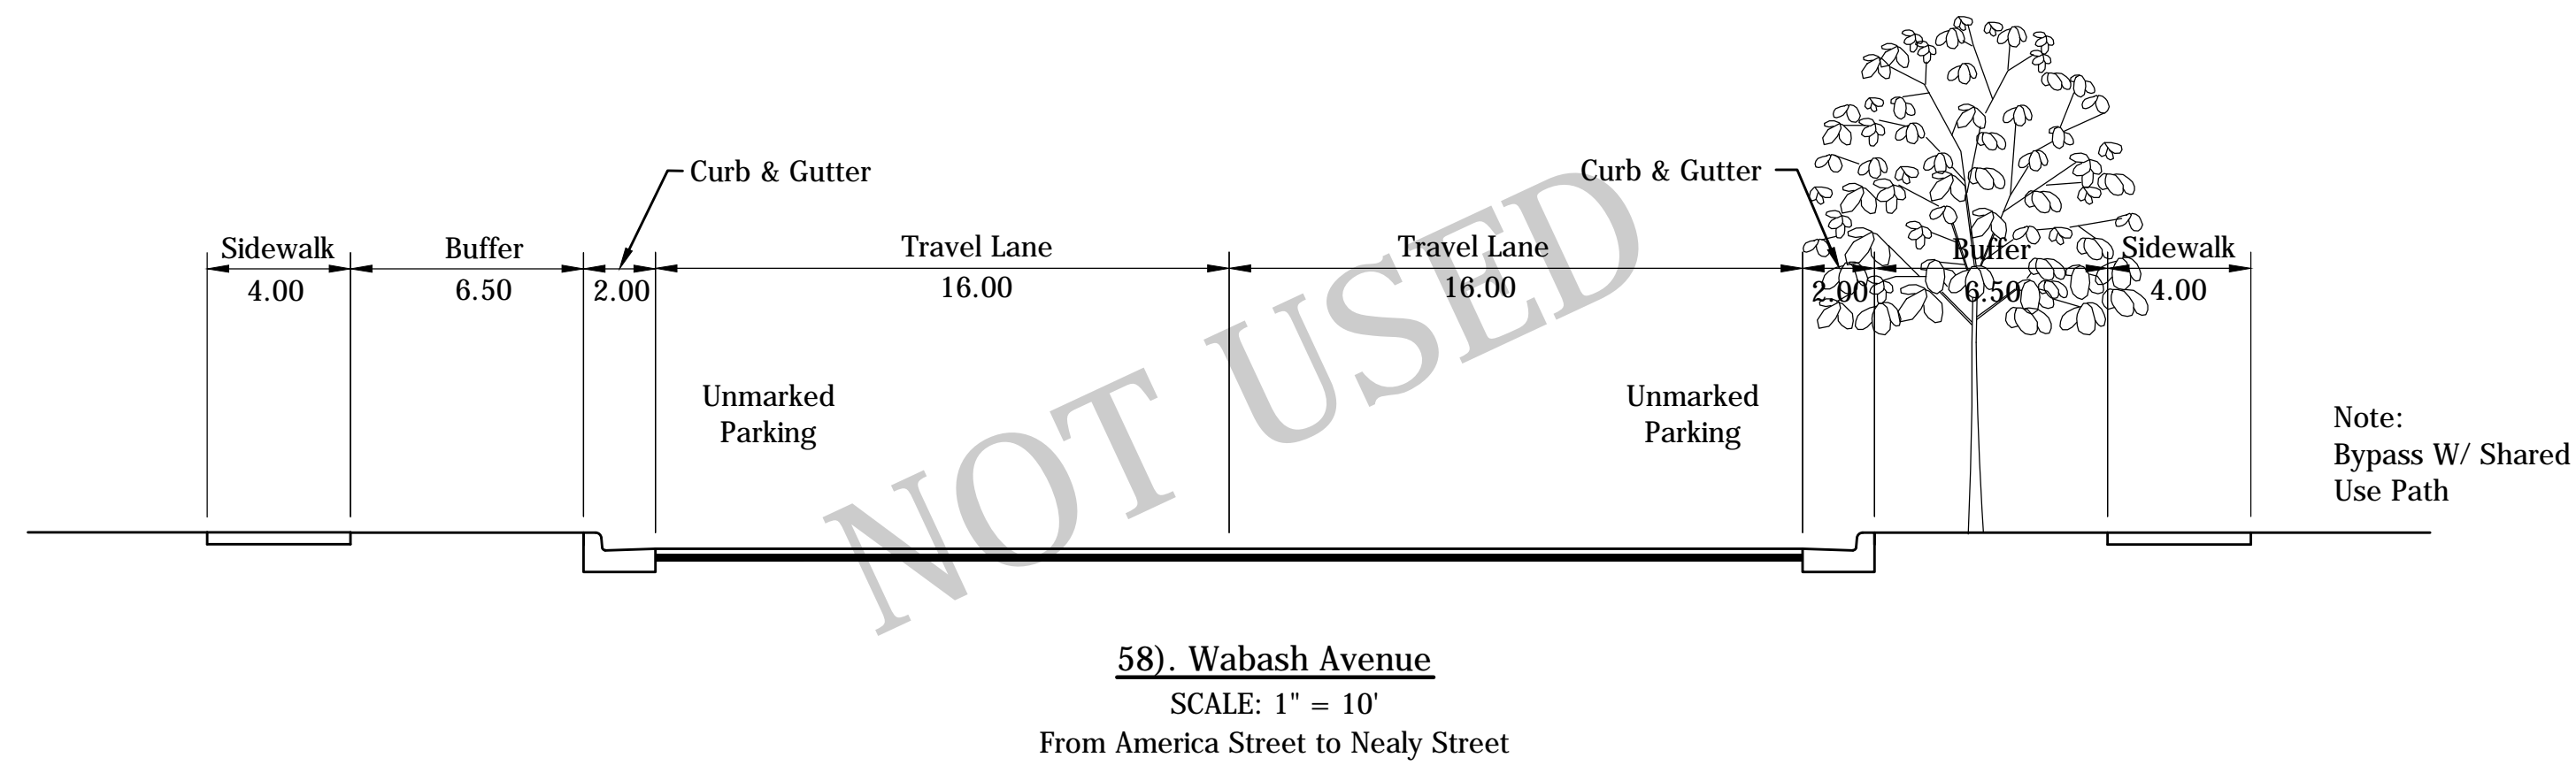 Curb & Gutter
Curb & Gutter
Sidewalk
Buffer
Travel Lane
Travel Lane
Buffer
Sidewalk
4.00
6.50
2.00
16.00
16.00
2.00
6.50
4.00
Unmarked
Parking
Unmarked
Parking
Note:
Bypass W/ Shared
Use Path
NOT USED
58). Wabash Avenue
SCALE: 1" = 10'
From America Street to Nealy Street